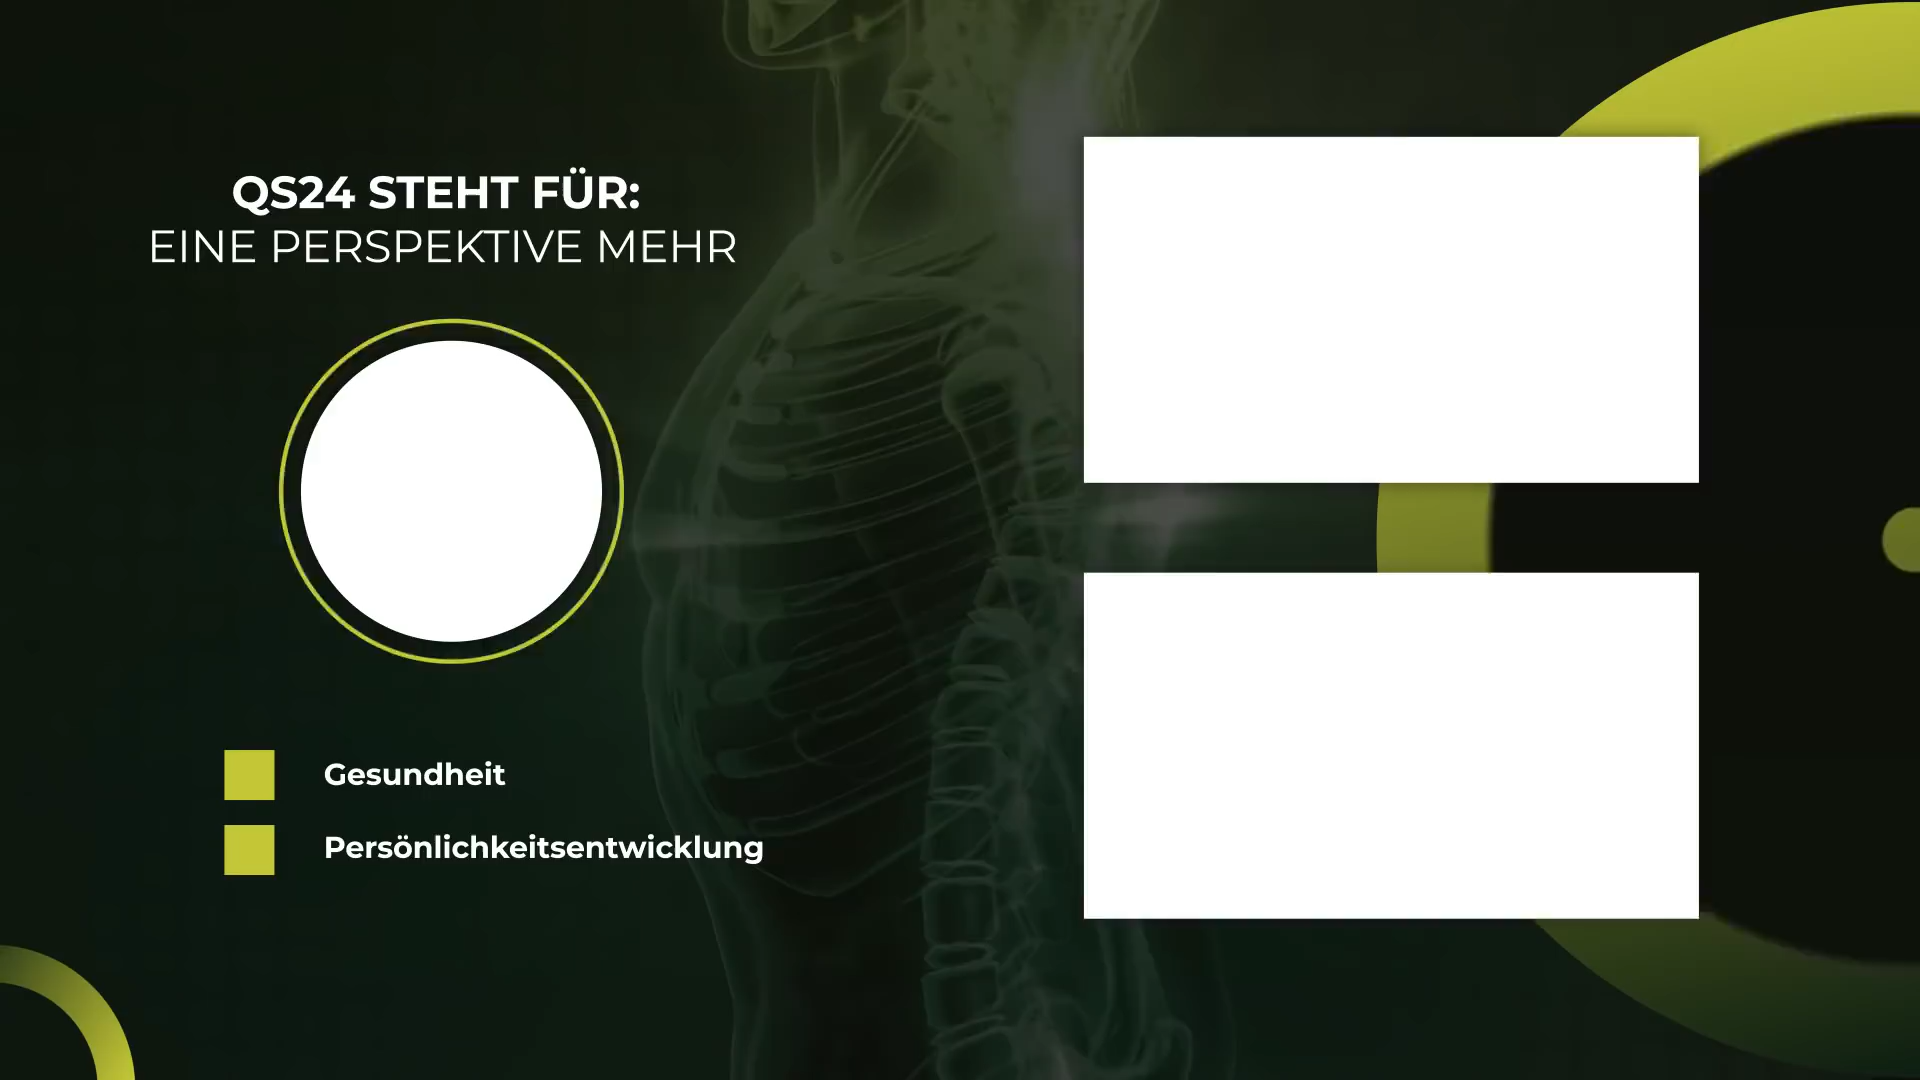 QS24 STEHT FÜR:
EINE PERSPEKTIVE MEHR
Gesundheit
Persönlichkeitsentwicklung